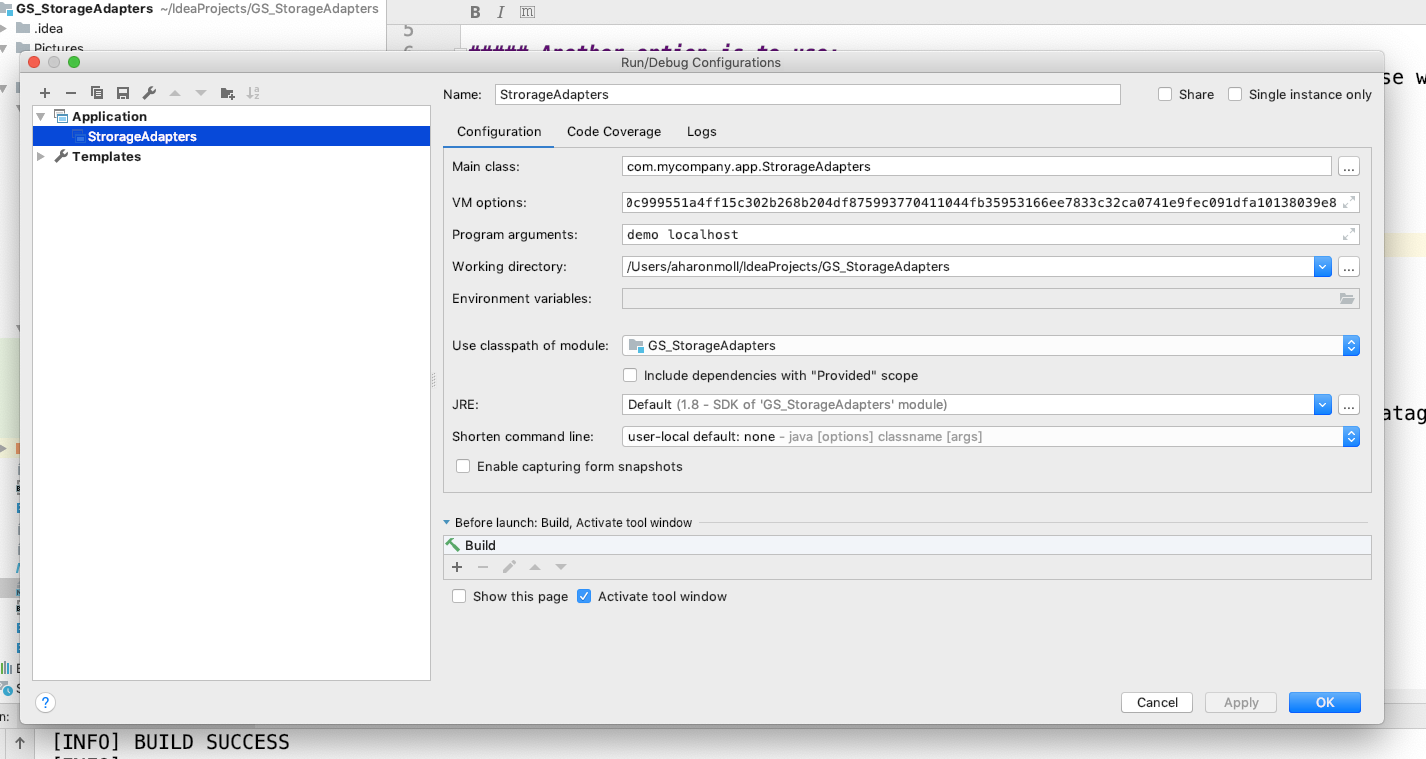 GS_StorageAdapters ~/IdeaProjects/GS_StorageAdapters
B I m
.idea
5
Pictures
6
##### Another option is to use:
Run/Debug Configurations
se w
Name: StrorageAdapters
Share
Single instance only
Application
StrorageAdapters
Templates
Configuration Code Coverage Logs
Main class: com.mycompany.app.StrorageAdapters ...
VM options: 0c999551a4ff15c302b268b204df875993770411044fb35953166ee7833c32ca0741e9fec091dfa10138039e8
Program arguments: demo localhost
Working directory: /Users/aharonmoll/IdeaProjects/GS_StorageAdapters ...
Environment variables:
Use classpath of module: GS_StorageAdapters
Include dependencies with "Provided" scope
JRE: Default (1.8 - SDK of 'GS_StorageAdapters' module) ...
atag
Shorten command line: user-local default: none - java [options] classname [args]
Enable capturing form snapshots
Before launch: Build, Activate tool window
Build
Show this page Activate tool window
? Cancel Apply OK
n:
[INFO] BUILD SUCCESS